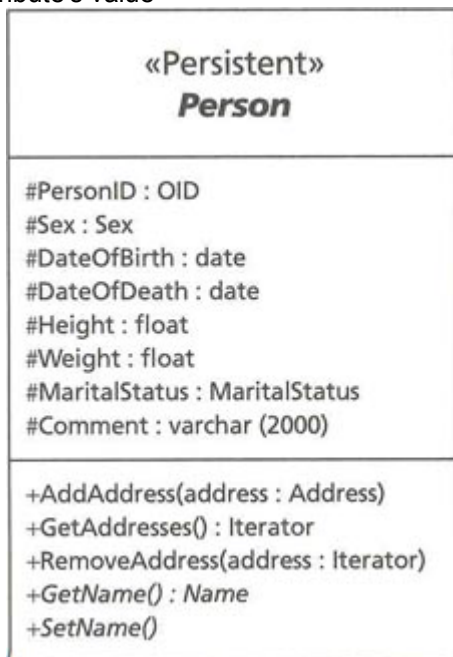 «Persistent»
Person
#PersonID : OID
#Sex : Sex
#DateOfBirth : date
#DateOfDeath : date
#Height : float
#Weight : float
#MaritalStatus : MaritalStatus
#Comment : varchar (2000)
+AddAddress(address : Address)
+GetAddresses() : Iterator
+RemoveAddress(address : Iterator)
+GetName() : Name
+SetName()